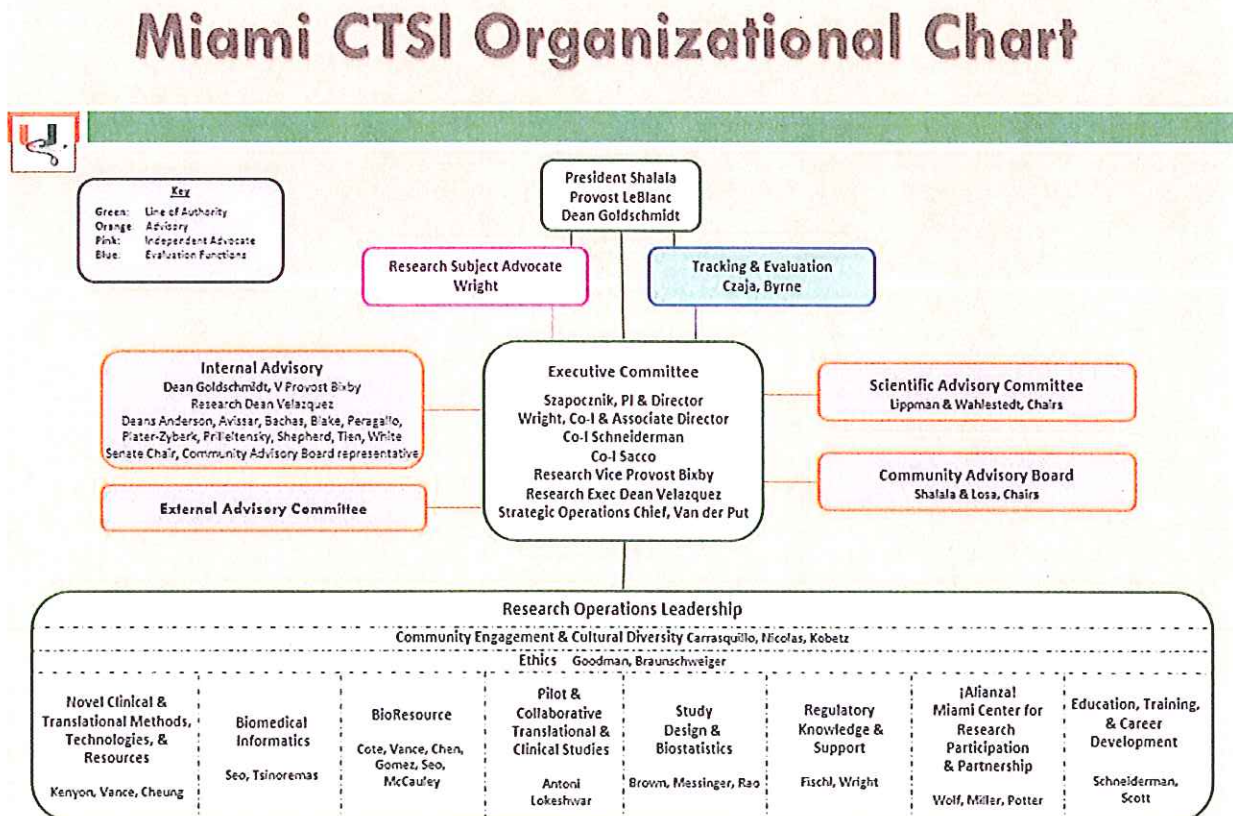 Miami CTSI Organizational Chart
Key
Green: Line of Authority
Orange Advisory
Pink: Independent Advocate
Blue: Evaluation Functions
President Shalala
Provost LeBlanc
Dean Goldschmidt
Research Subject Advocate
Wright
Tracking & Evaluation
Czaja, Byrne
Internal Advisory
Dean Goldschmidt, V Provost Bixby
Research Dean Velazquez
Deans Anderson, Avissar, Bachas, Blake, Peragallo,
Plater-Zyberk, Prilleltensky, Shepherd, Tien, White
Senate Chair, Community Advisory Board representative
External Advisory Committee
Executive Committee
Szapocznik, PI & Director
Wright, Co-I & Associate Director
Co-I Schneiderman
Co-I Sacco
Research Vice Provost Bixby
Research Exec Dean Velazquez
Strategic Operations Chief, Van der Put
Scientific Advisory Committee
Lippman & Wahlestedt, Chairs
Community Advisory Board
Shalala & Losa, Chairs
Research Operations Leadership
Community Engagement & Cultural Diversity Carrasquillo, Nicolas, Kobetz
Ethics Goodman, Braunschweiger
Novel Clinical &
Translational Methods,
Technologies, &
Resources
Kenyon, Vance, Cheung
Biomedical
Informatics
Seo, Tsinoremas
BioResource
Cote, Vance, Chen,
Gomez, Seo,
McCauley
Pilot &
Collaborative
Translational &
Clinical Studies
Antoni
Lokeshwar
Study
Design &
Biostatistics
Brown, Messinger, Rao
Regulatory
Knowledge &
Support
Fischl, Wright
¡Alianza!
Miami Center for
Research
Participation
& Partnership
Wolf, Miller, Potter
Education, Training,
& Career
Development
Schneiderman,
Scott